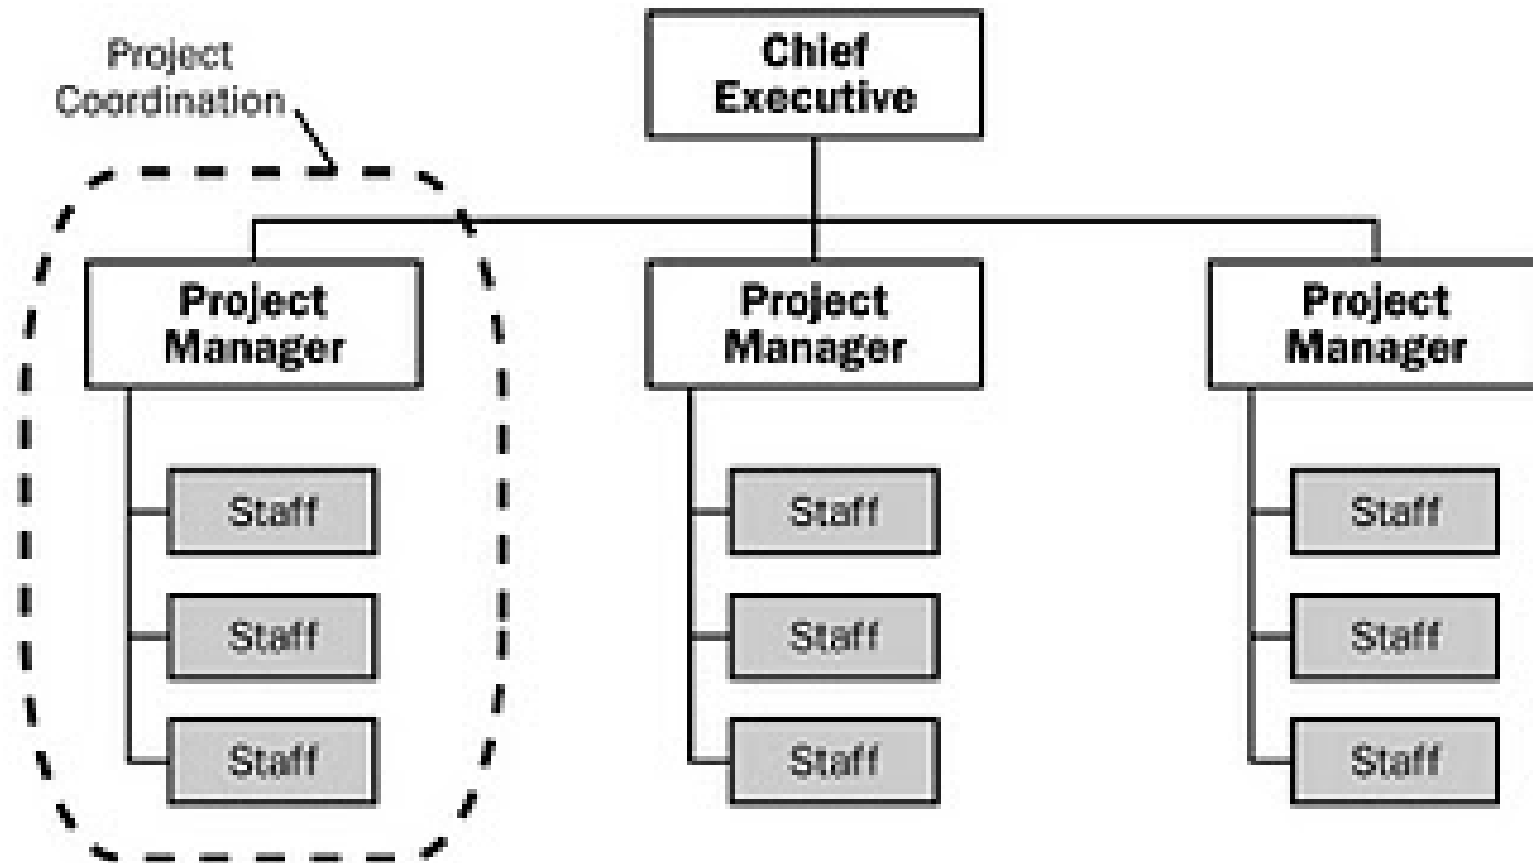 Project
Coordination
Chief
Executive
Project
Manager
Project
Manager
Project
Manager
Staff
Staff
Staff
Staff
Staff
Staff
Staff
Staff
Staff